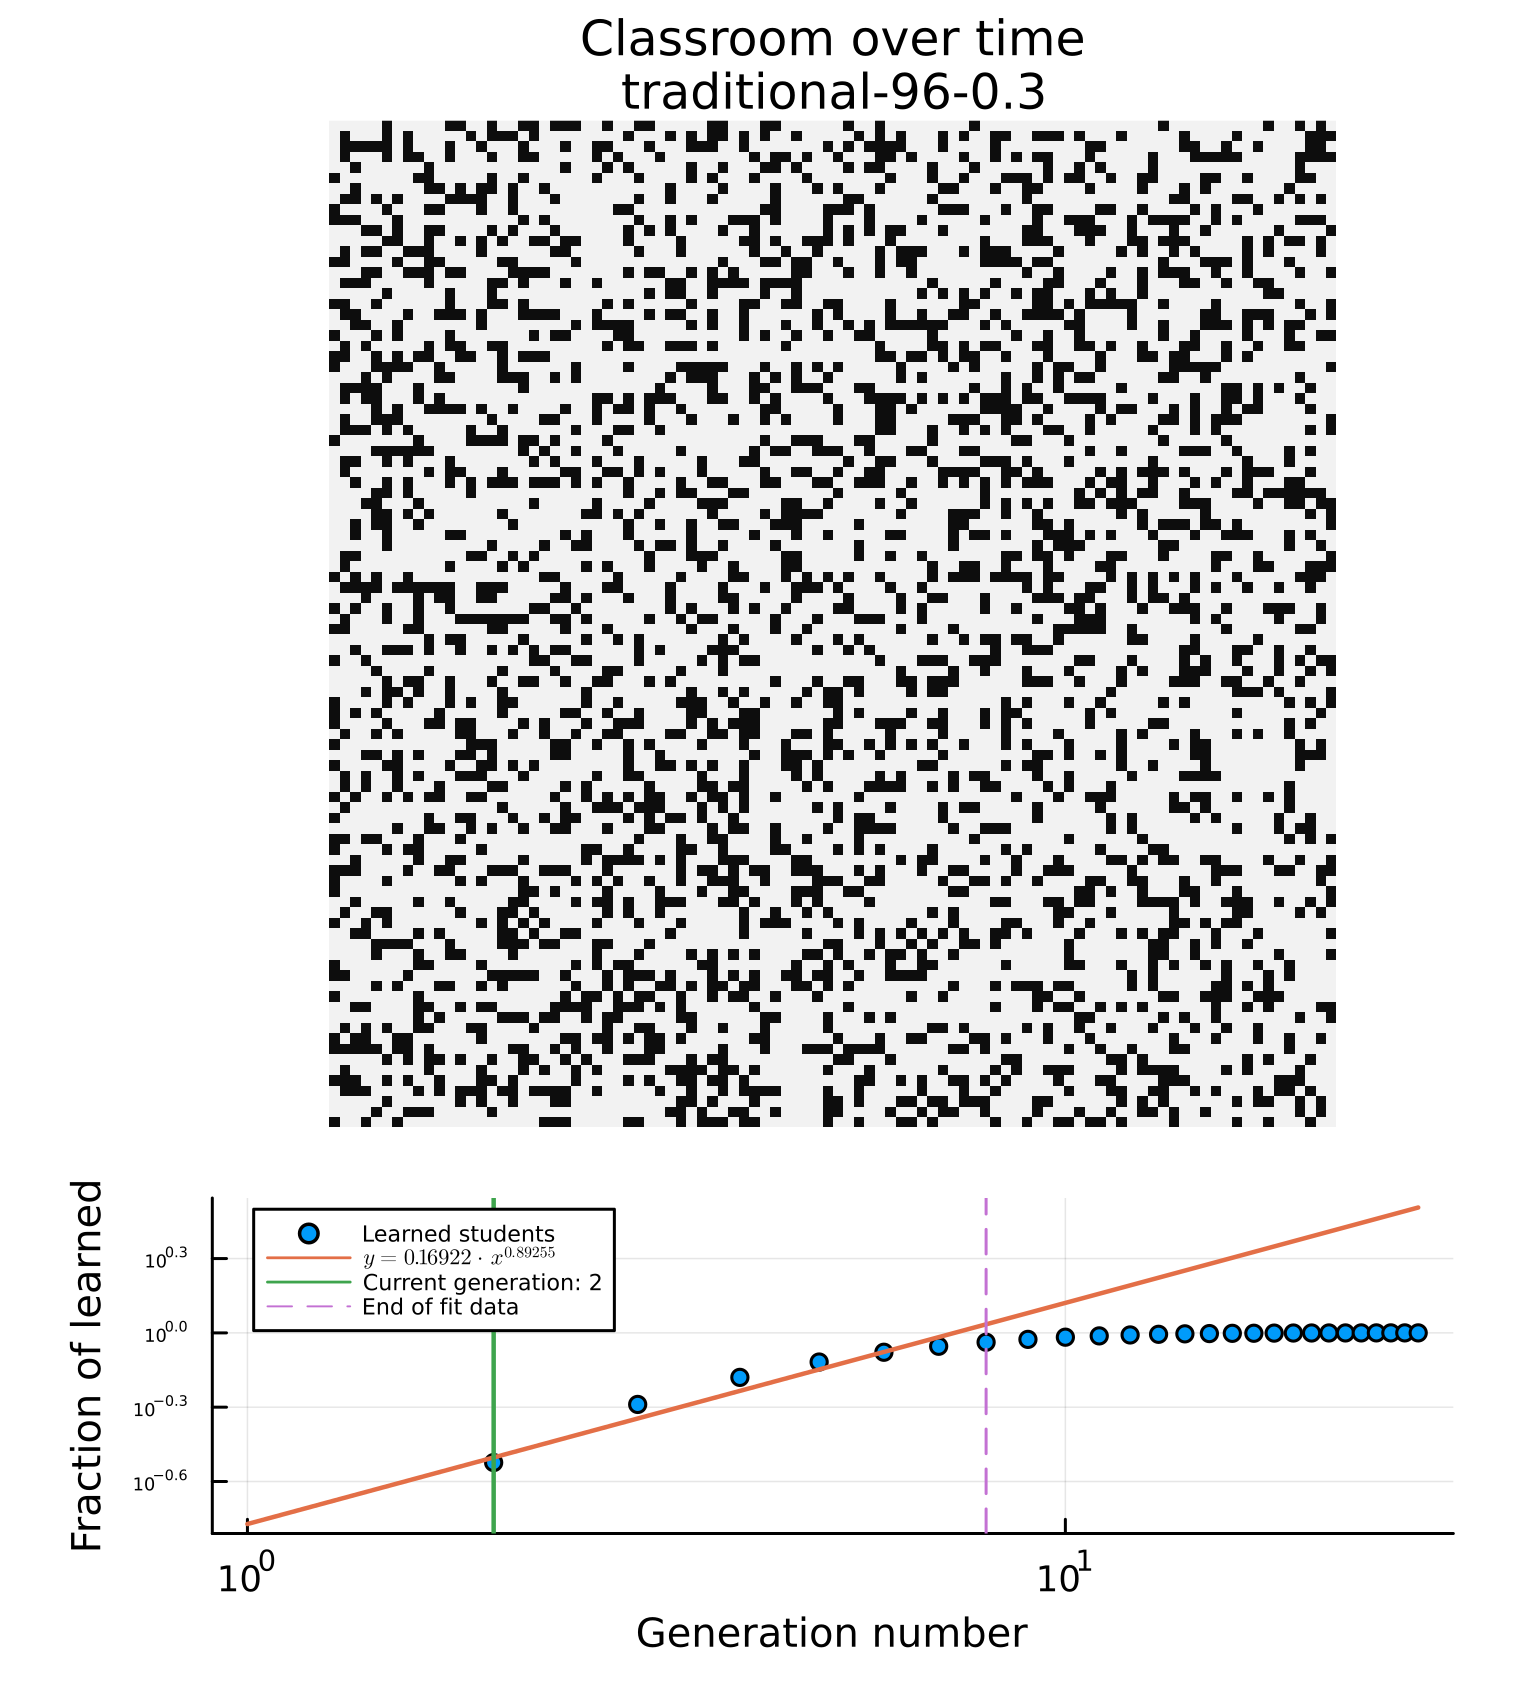 Classroom over time
traditional-96-0.3
Fraction of learned
Learned students
y = 0.16922 · x^0.89255
Current generation: 2
End of fit data
10^0.3
10^0.0
10^−0.3
10^−0.6
10^0
10^1
Generation number